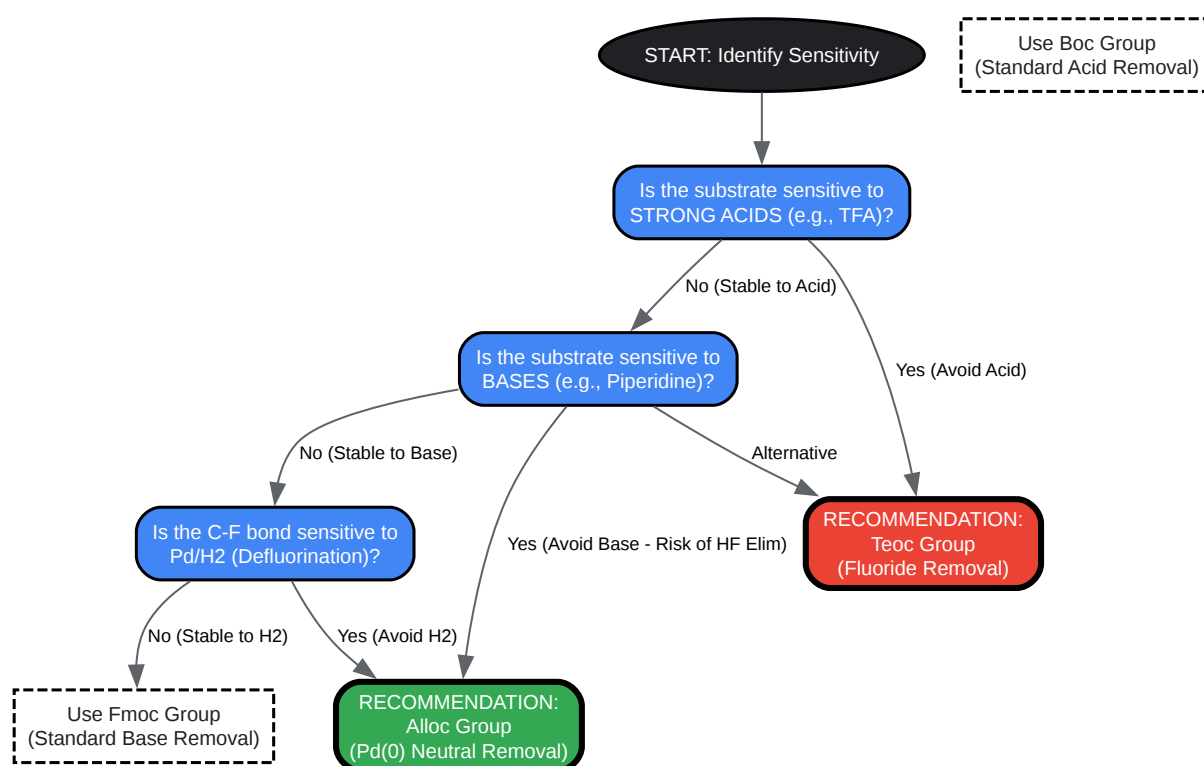 START: Identify Sensitivity
Use Boc Group
(Standard Acid Removal)
Is the substrate sensitive to
STRONG ACIDS (e.g., TFA)?
No (Stable to Acid)
Yes (Avoid Acid)
Is the substrate sensitive to
BASES (e.g., Piperidine)?
No (Stable to Base)
Alternative
Yes (Avoid Base - Risk of HF Elim)
Is the C-F bond sensitive to
Pd/H2 (Defluorination)?
RECOMMENDATION:
Teoc Group
(Fluoride Removal)
No (Stable to H2)
Yes (Avoid H2)
Use Fmoc Group
(Standard Base Removal)
RECOMMENDATION:
Alloc Group
(Pd(0) Neutral Removal)